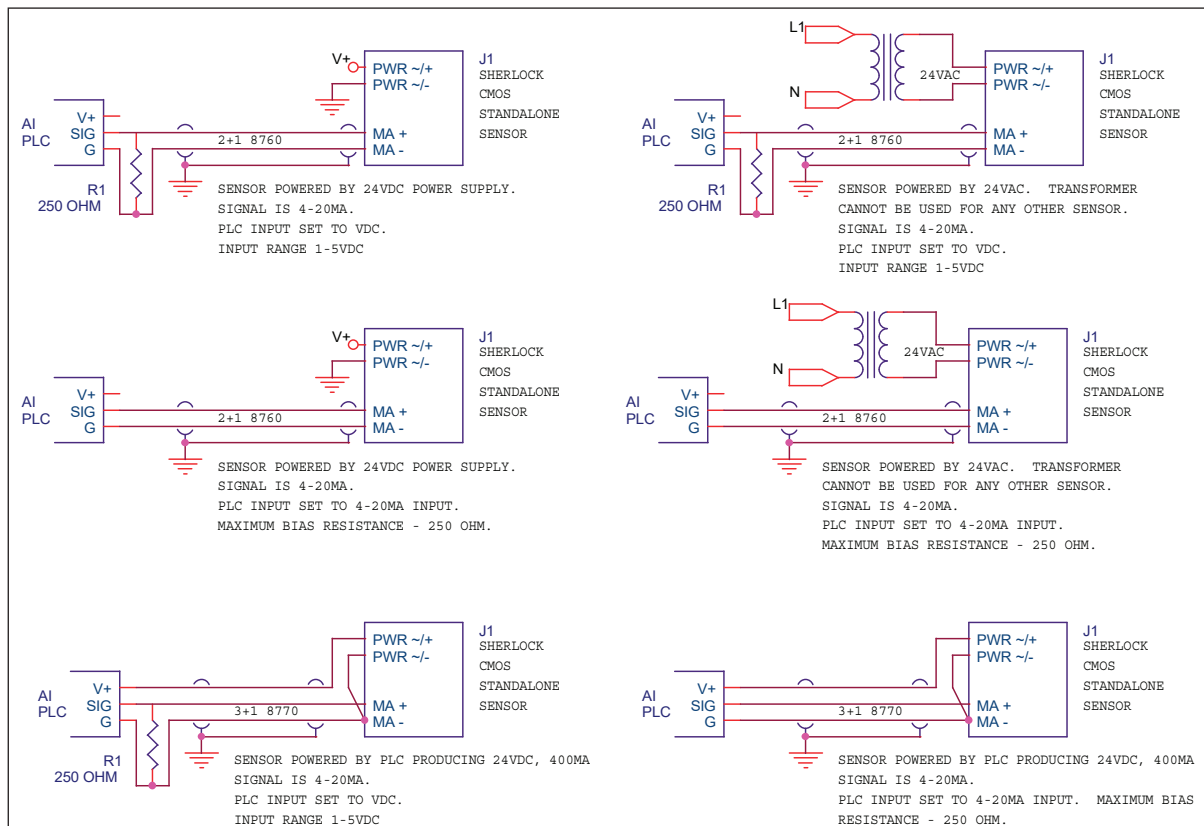 V+
PWR ~/+
PWR ~/-
J1
SHERLOCK
CMOS
STANDALONE
SENSOR
AI
PLC
V+
SIG
G
2+1 8760
MA +
MA -
R1
250 OHM
SENSOR POWERED BY 24VDC POWER SUPPLY.
SIGNAL IS 4-20MA.
PLC INPUT SET TO VDC.
INPUT RANGE 1-5VDC
L1
N
24VAC
PWR ~/+
PWR ~/-
J1
SHERLOCK
CMOS
STANDALONE
SENSOR
AI
PLC
V+
SIG
G
2+1 8760
MA +
MA -
R1
250 OHM
SENSOR POWERED BY 24VAC. TRANSFORMER
CANNOT BE USED FOR ANY OTHER SENSOR.
SIGNAL IS 4-20MA.
PLC INPUT SET TO VDC.
INPUT RANGE 1-5VDC
V+
PWR ~/+
PWR ~/-
J1
SHERLOCK
CMOS
STANDALONE
SENSOR
AI
PLC
V+
SIG
G
2+1 8760
MA +
MA -
SENSOR POWERED BY 24VDC POWER SUPPLY.
SIGNAL IS 4-20MA.
PLC INPUT SET TO 4-20MA INPUT.
MAXIMUM BIAS RESISTANCE - 250 OHM.
L1
N
24VAC
PWR ~/+
PWR ~/-
J1
SHERLOCK
CMOS
STANDALONE
SENSOR
AI
PLC
V+
SIG
G
2+1 8760
MA +
MA -
SENSOR POWERED BY 24VAC. TRANSFORMER
CANNOT BE USED FOR ANY OTHER SENSOR.
SIGNAL IS 4-20MA.
PLC INPUT SET TO 4-20MA INPUT.
MAXIMUM BIAS RESISTANCE - 250 OHM.
PWR ~/+
PWR ~/-
J1
SHERLOCK
CMOS
STANDALONE
SENSOR
AI
PLC
V+
SIG
G
3+1 8770
MA +
MA -
R1
250 OHM
SENSOR POWERED BY PLC PRODUCING 24VDC, 400MA
SIGNAL IS 4-20MA.
PLC INPUT SET TO VDC.
INPUT RANGE 1-5VDC
PWR ~/+
PWR ~/-
J1
SHERLOCK
CMOS
STANDALONE
SENSOR
AI
PLC
V+
SIG
G
3+1 8770
MA +
MA -
SENSOR POWERED BY PLC PRODUCING 24VDC, 400MA
SIGNAL IS 4-20MA.
PLC INPUT SET TO 4-20MA INPUT. MAXIMUM BIAS
RESISTANCE - 250 OHM.